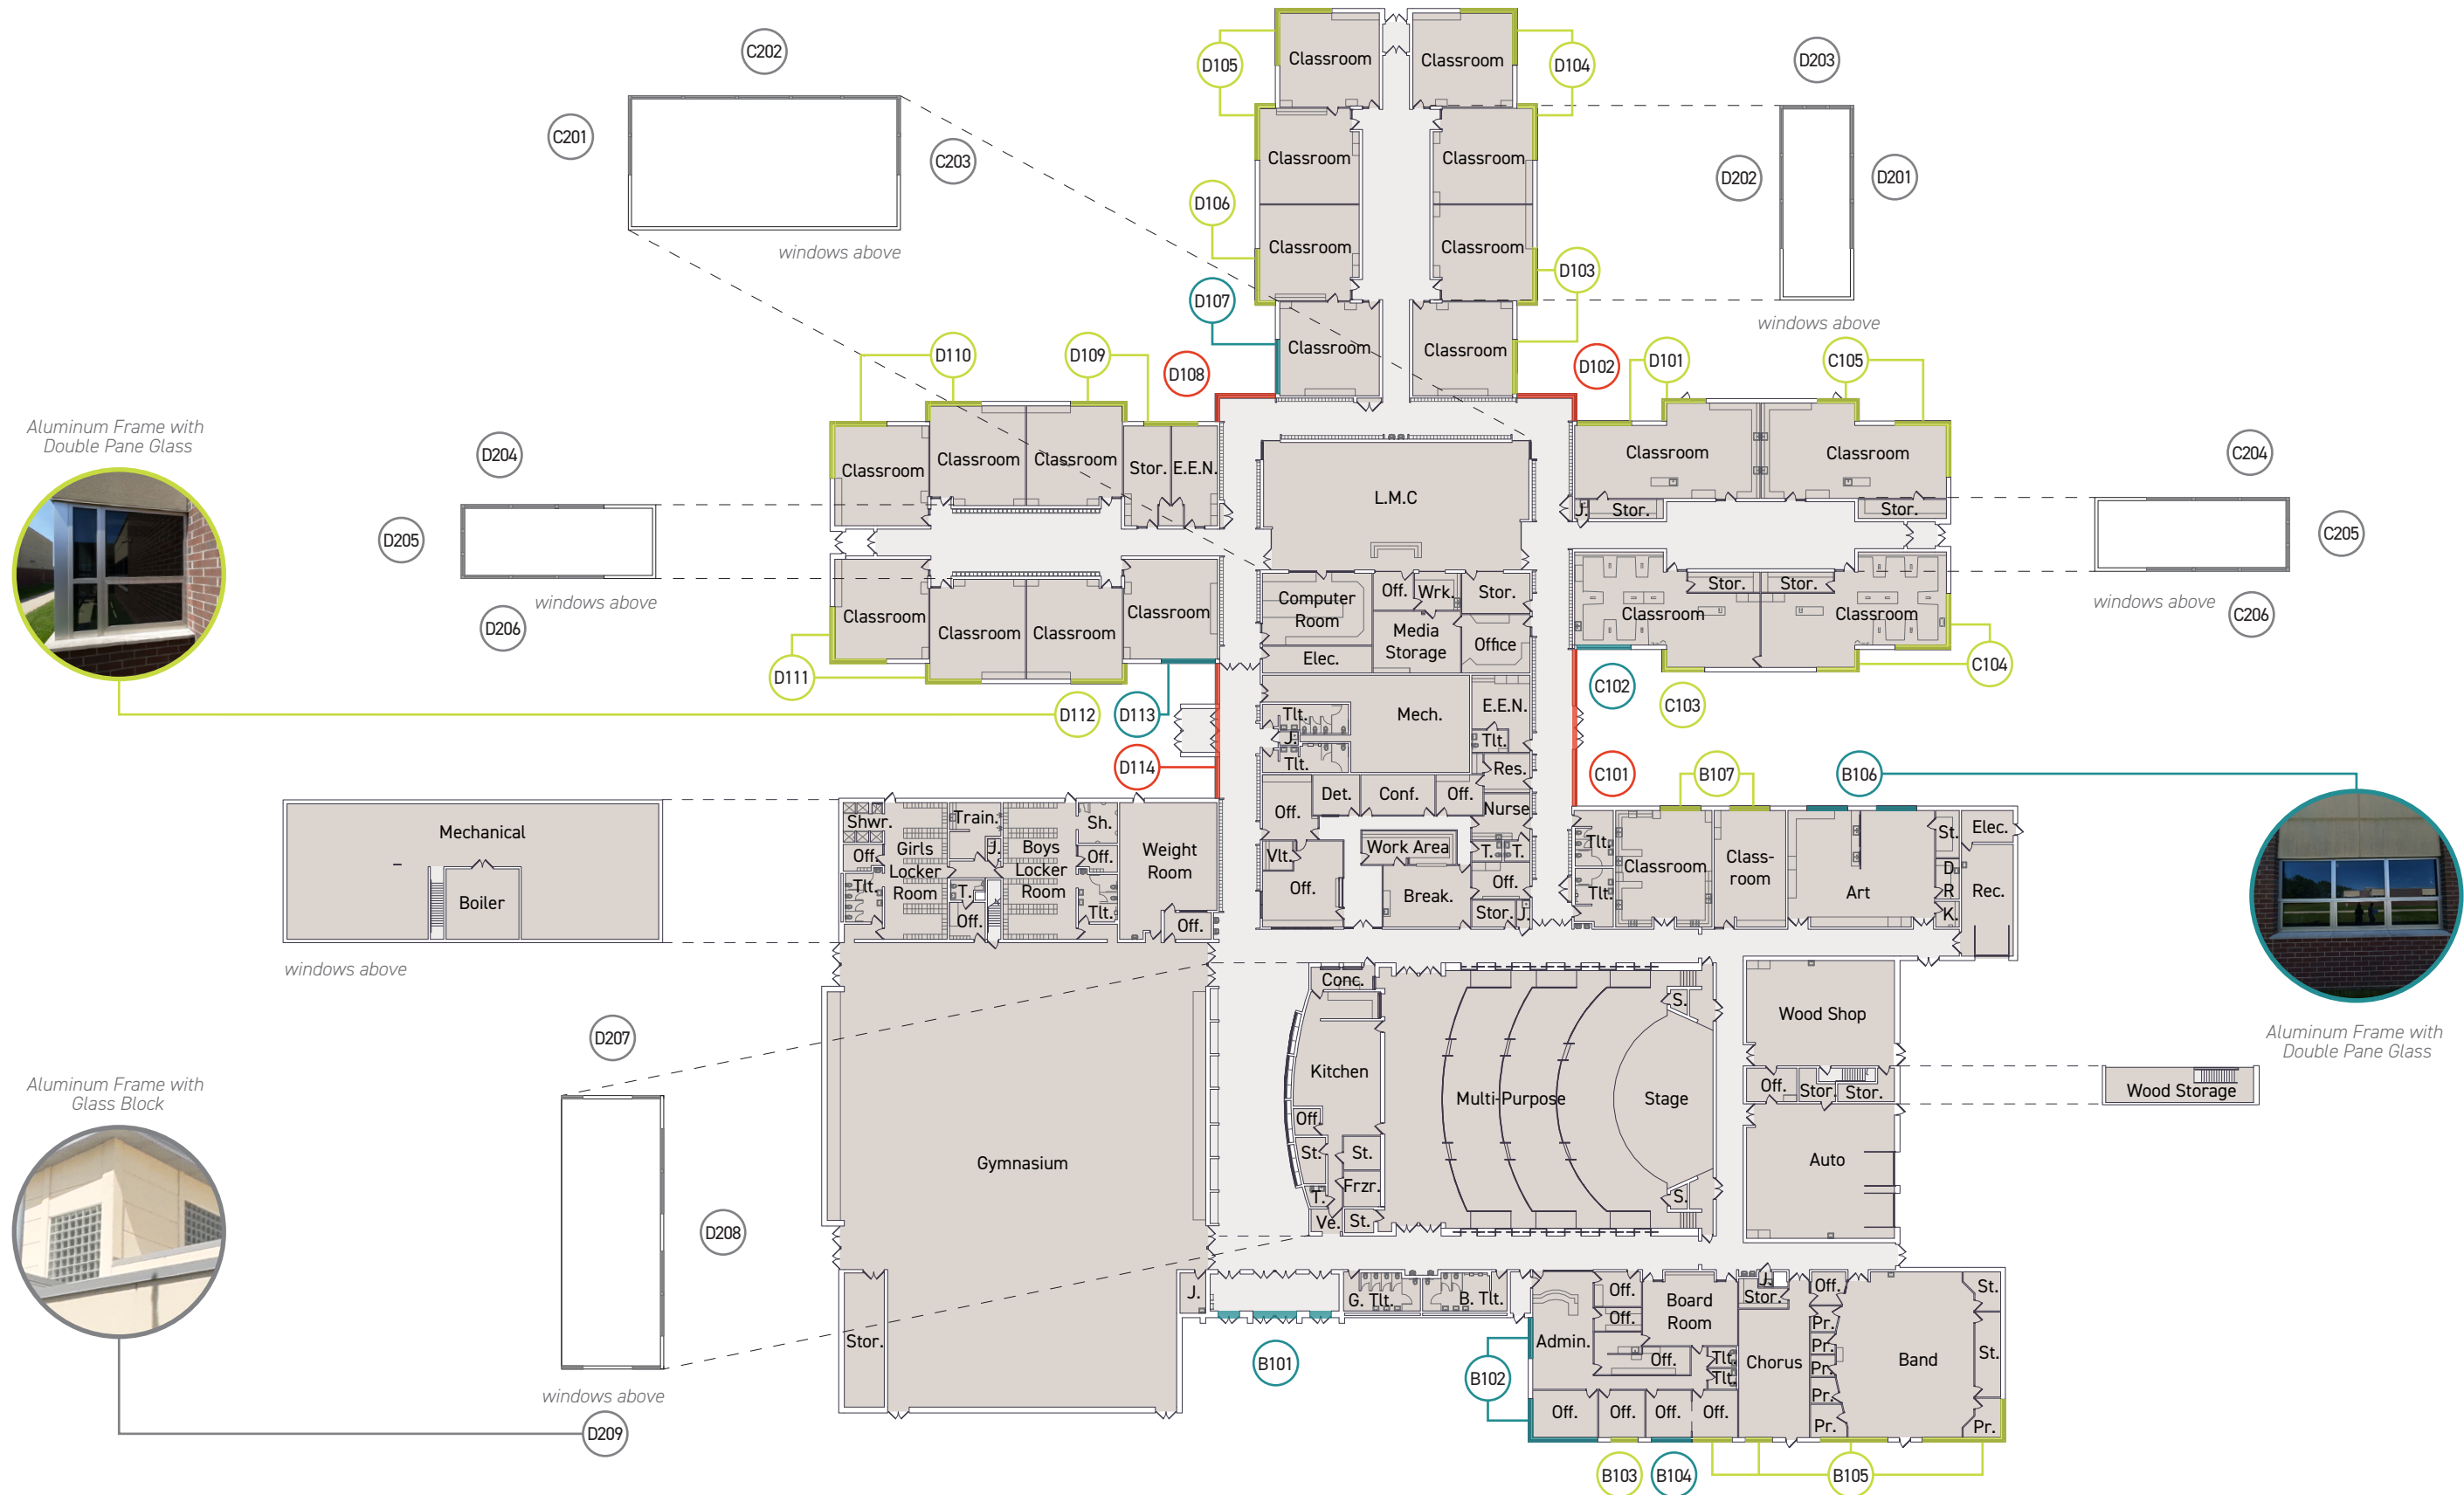 C202
C201
C203
windows above
D105
D104
D106
D103
D107
Classroom
Classroom
Classroom
Classroom
Classroom
Classroom
Classroom
Classroom
D203
D202
D201
windows above
D110
D109
D108
D102
D101
C105
Aluminum Frame with
Double Pane Glass
D204
D205
D206
windows above
Classroom
Classroom
Classroom
Stor.
E.E.N.
Classroom
Classroom
Classroom
Classroom
D111
D112
D113
D114
L.M.C
Computer
Room
Off.
Wrk.
Stor.
Media
Storage
Office
Elec.
Mech.
E.E.N.
Tlt.
J.
Tlt.
Tlt.
Res.
Off.
Det.
Conf.
Off.
Nurse
Vlt.
Work Area
T.
T.
Off.
Break.
Off.
Stor.
J.
Classroom
Classroom
J.
Stor.
Stor.
Stor.
Stor.
Classroom
Classroom
C204
C205
C206
windows above
C102
C103
C104
C101
B107
B106
Mechanical
Boiler
windows above
Shwr.
Train.
Sh.
Girls
Locker
Room
J.
Boys
Locker
Room
Off.
Off.
Weight
Room
Tlt.
T.
Off.
Tlt.
Off.
Tlt.
Tlt.
Classroom
Class-
room
Art
St.
D
R
K.
Elec.
Rec.
Aluminum Frame with
Double Pane Glass
D207
D208
windows above
D209
Aluminum Frame with
Glass Block
Gymnasium
Stor.
J.
Conc.
Kitchen
Off.
St.
St.
Frzr.
T.
Ve.
St.
Multi-Purpose
Stage
S.
S.
Wood Shop
Off.
Stor.
Stor.
Wood Storage
Auto
G. Tlt.
B. Tlt.
B101
B102
Admin.
Off.
Off.
Board
Room
Off.
Tlt.
Tlt.
Off.
Off.
Off.
Off.
J.
Stor.
Chorus
Off.
Pr.
Pr.
Pr.
Pr.
Pr.
Band
St.
St.
Pr.
B103
B104
B105